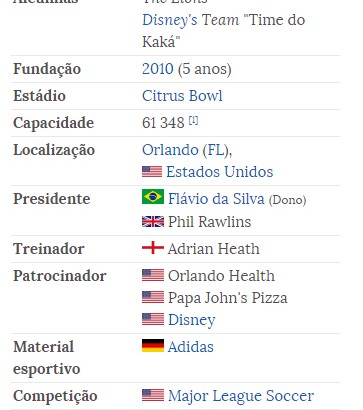 Alcunhas The Lions
Disney's Team "Time do
Kaká"
Fundação 2010 (5 anos)
Estádio Citrus Bowl
Capacidade 61 348 [1]
Localização Orlando (FL),
Estados Unidos
Presidente Flávio da Silva (Dono)
Phil Rawlins
Treinador Adrian Heath
Patrocinador Orlando Health
Papa John's Pizza
Disney
Material Adidas
esportivo
Competição Major League Soccer